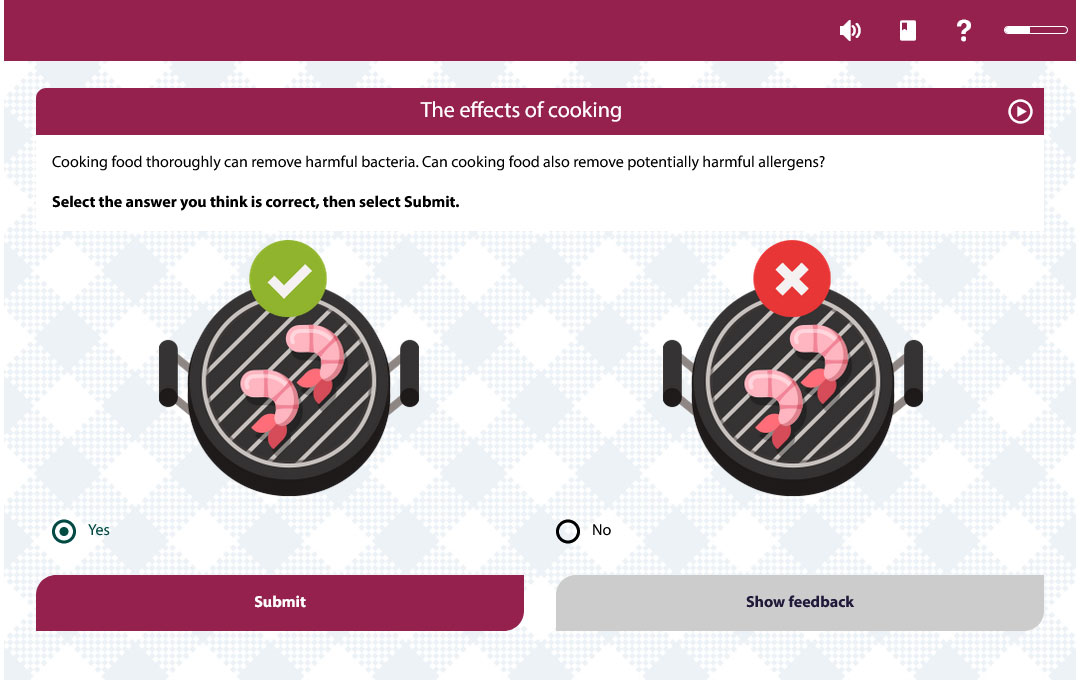 The effects of cooking
Cooking food thoroughly can remove harmful bacteria. Can cooking food also remove potentially harmful allergens?
Select the answer you think is correct, then select Submit.
Yes
No
Submit
Show feedback